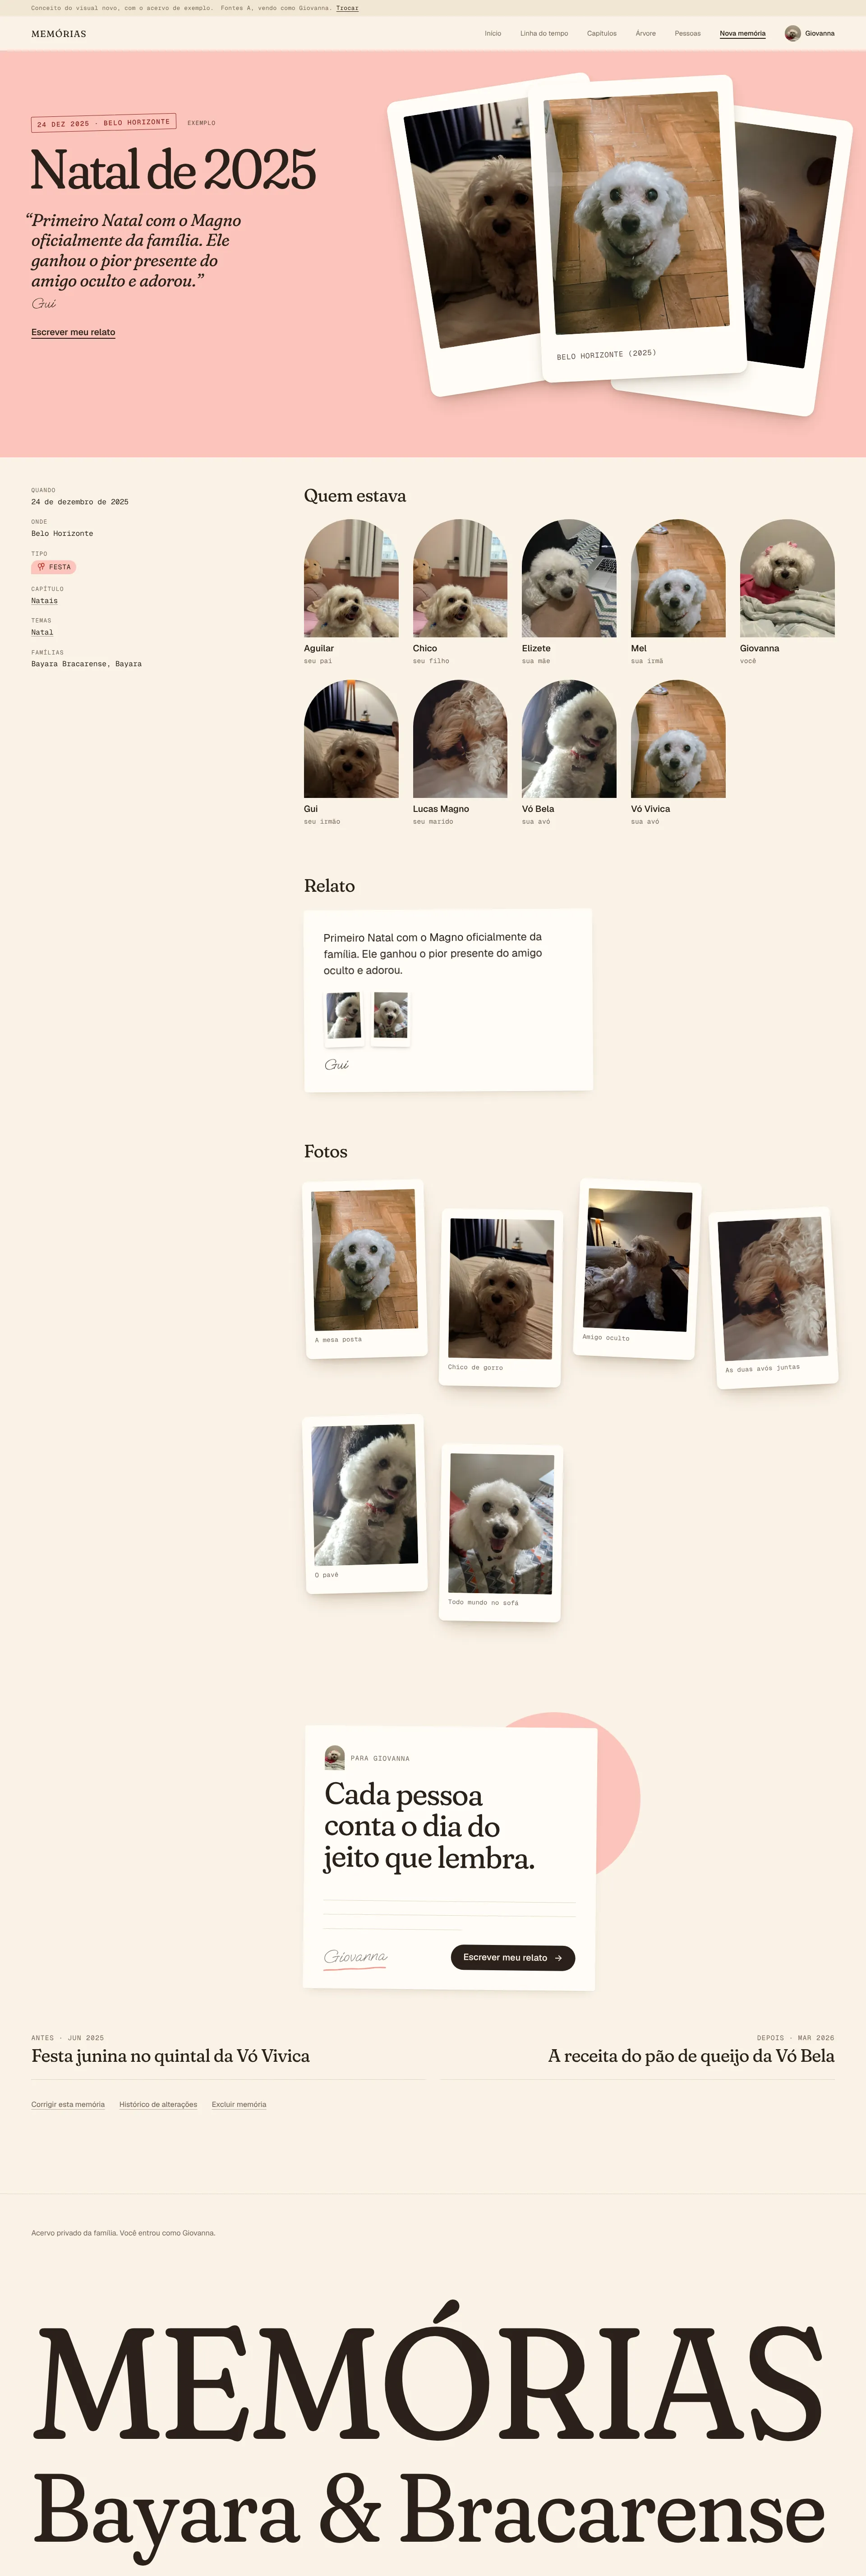 Conceito do visual novo, com o acervo de exemplo. Fontes A, vendo como Giovanna. Trocar
MEMÓRIAS
Início Linha do tempo Capítulos Árvore Pessoas Nova memória Giovanna
24 DEZ 2025 · BELO HORIZONTE EXEMPLO
Natal de 2025
“Primeiro Natal com o Magno
oficialmente da família. Ele
ganhou o pior presente do
amigo oculto e adorou.”
Gui
Escrever meu relato
BELO HORIZONTE (2025)
QUANDO
24 de dezembro de 2025
ONDE
Belo Horizonte
TIPO
FESTA
CAPÍTULO
Natais
TEMAS
Natal
FAMÍLIAS
Bayara Bracarense, Bayara
Quem estava
Aguilar Chico Elizete Mel Giovanna
seu pai seu filho sua mãe sua irmã você
Gui Lucas Magno Vó Bela Vó Vivica
seu irmão seu marido sua avó sua avó
Relato
Primeiro Natal com o Magno oficialmente da
família. Ele ganhou o pior presente do amigo
oculto e adorou.
Gui
Fotos
A mesa posta
Chico de gorro
Amigo oculto
As duas avós juntas
O pavê
Todo mundo no sofá
PARA GIOVANNA
Cada pessoa
conta o dia do
jeito que lembra.
Giovanna
Escrever meu relato →
ANTES · JUN 2025
Festa junina no quintal da Vó Vivica
DEPOIS · MAR 2026
A receita do pão de queijo da Vó Bela
Corrigir esta memória Histórico de alterações Excluir memória
Acervo privado da família. Você entrou como Giovanna.
MEMÓRIAS
Bayara & Bracarense